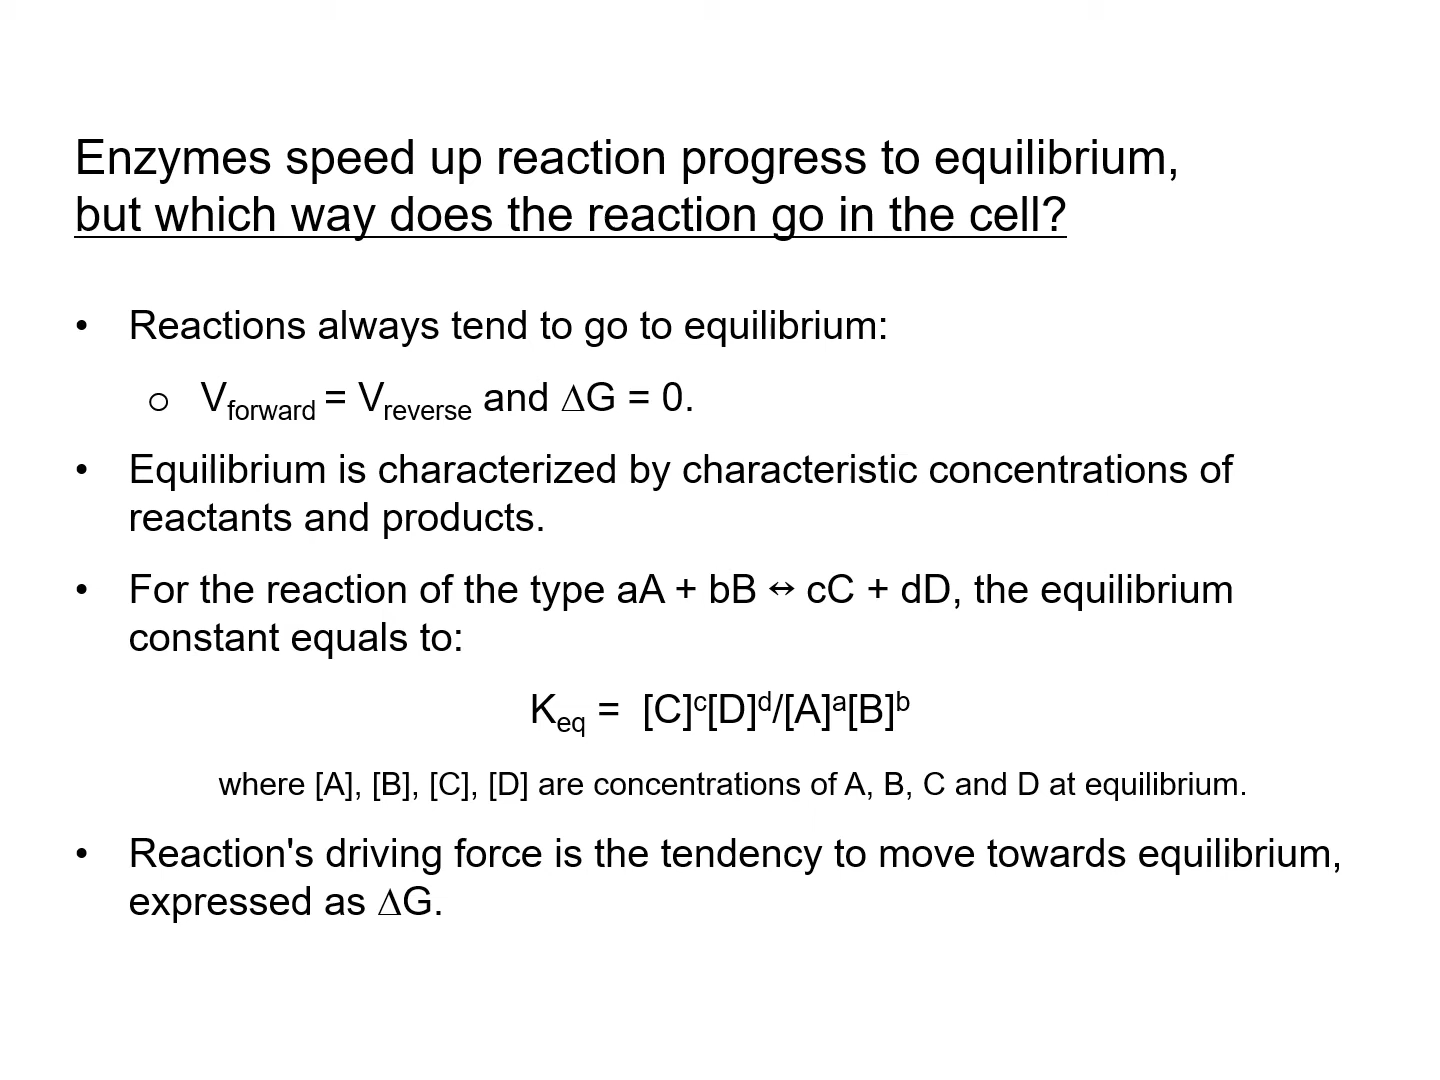 Enzymes speed up reaction progress to equilibrium,
but which way does the reaction go in the cell?
• Reactions always tend to go to equilibrium:
o Vforward = Vreverse and ΔG = 0.
• Equilibrium is characterized by characteristic concentrations of
reactants and products.
• For the reaction of the type aA + bB ↔ cC + dD, the equilibrium
constant equals to:
Keq = [C]ᶜ[D]ᵈ/[A]ᵃ[B]ᵇ
where [A], [B], [C], [D] are concentrations of A, B, C and D at equilibrium.
• Reaction's driving force is the tendency to move towards equilibrium,
expressed as ΔG.